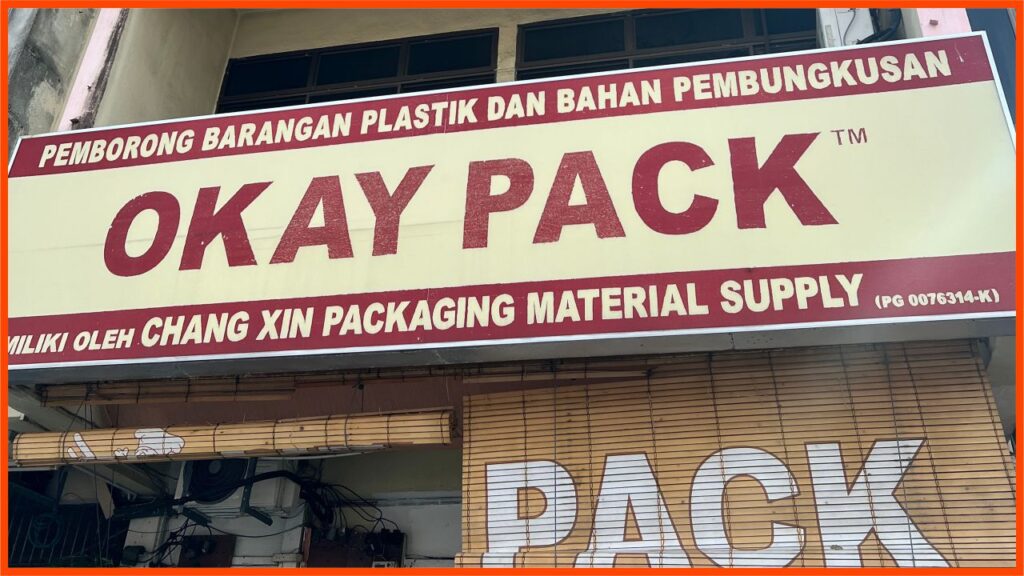 PEMBORONG BARANGAN PLASTIK DAN BAHAN PEMBUNGKUSAN
OKAY PACK™
MILIKI OLEH CHANG XIN PACKAGING MATERIAL SUPPLY (PG 0076314-K)
PACK